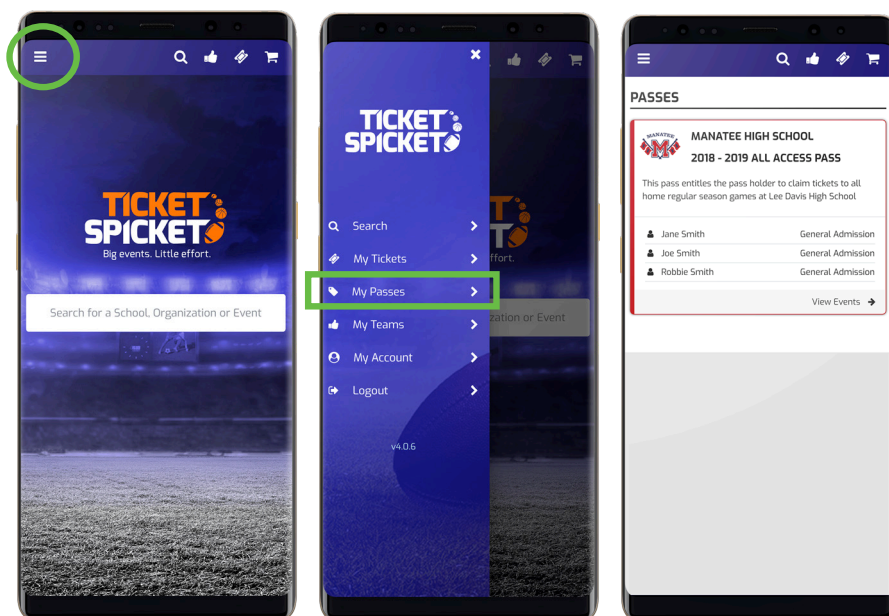 TICKET
SPICKET
Big events. Little effort.
Search for a School, Organization or Event
TICKET
SPICKET
Search
My Tickets
My Passes
My Teams
My Account
Logout
v4.0.6
T
T
ffort.
zation or Event
PASSES
MANATEE
M
MANATEE HIGH SCHOOL
2018 - 2019 ALL ACCESS PASS
This pass entitles the pass holder to claim tickets to all
home regular season games at Lee Davis High School
Jane Smith General Admission
Joe Smith General Admission
Robbie Smith General Admission
View Events